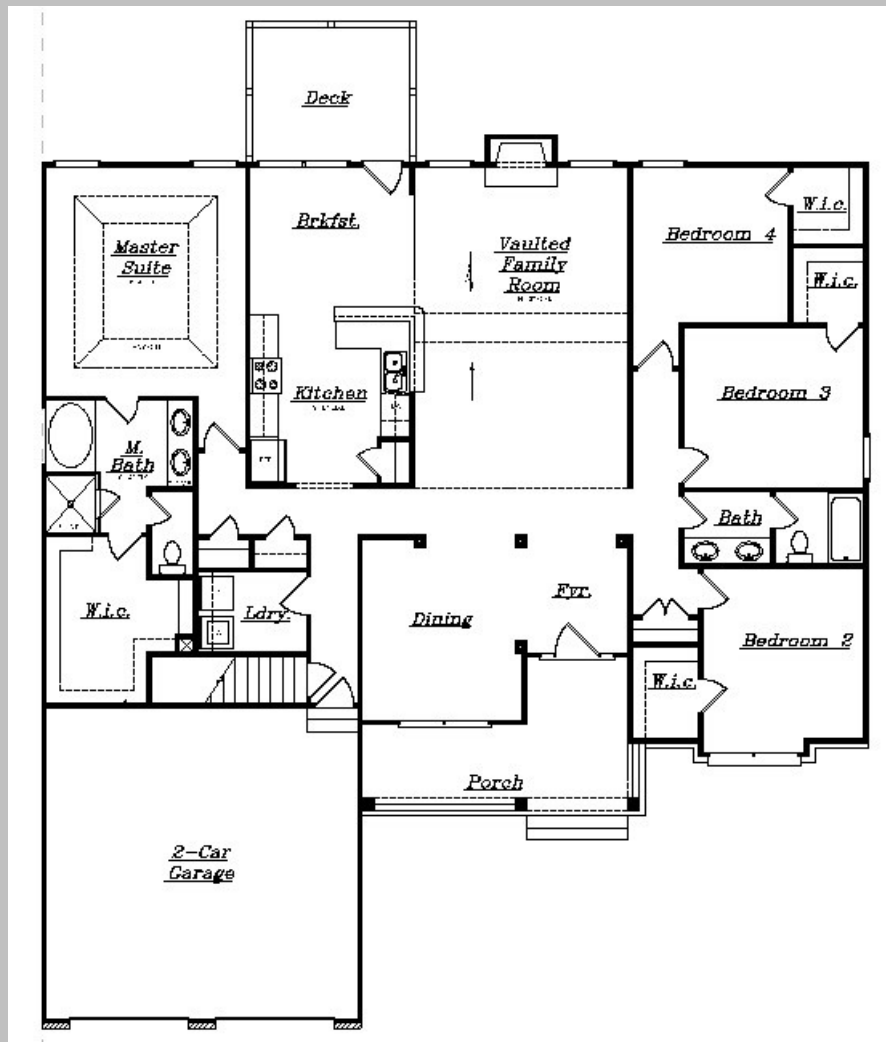 Deck
Brkfst.
Master
Suite
Vaulted
Family
Room
Bedroom 4
W.i.c.
W.i.c.
Kitchen
Bedroom 3
M.
Bath
Bath
W.i.c.
Ldry.
Dining
Fyr.
Bedroom 2
W.i.c.
Porch
2-Car
Garage